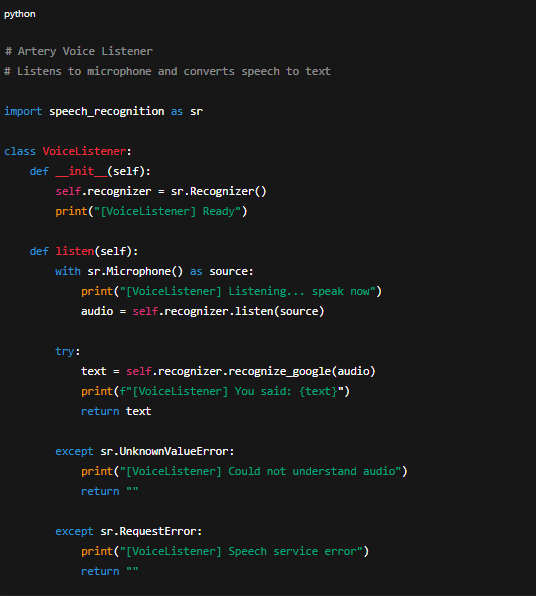 python
# Artery Voice Listener
# Listens to microphone and converts speech to text
import speech_recognition as sr
class VoiceListener:
    def __init__(self):
        self.recognizer = sr.Recognizer()
        print("[VoiceListener] Ready")
    def listen(self):
        with sr.Microphone() as source:
            print("[VoiceListener] Listening... speak now")
            audio = self.recognizer.listen(source)
        try:
            text = self.recognizer.recognize_google(audio)
            print(f"[VoiceListener] You said: {text}")
            return text
        except sr.UnknownValueError:
            print("[VoiceListener] Could not understand audio")
            return ""
        except sr.RequestError:
            print("[VoiceListener] Speech service error")
            return ""